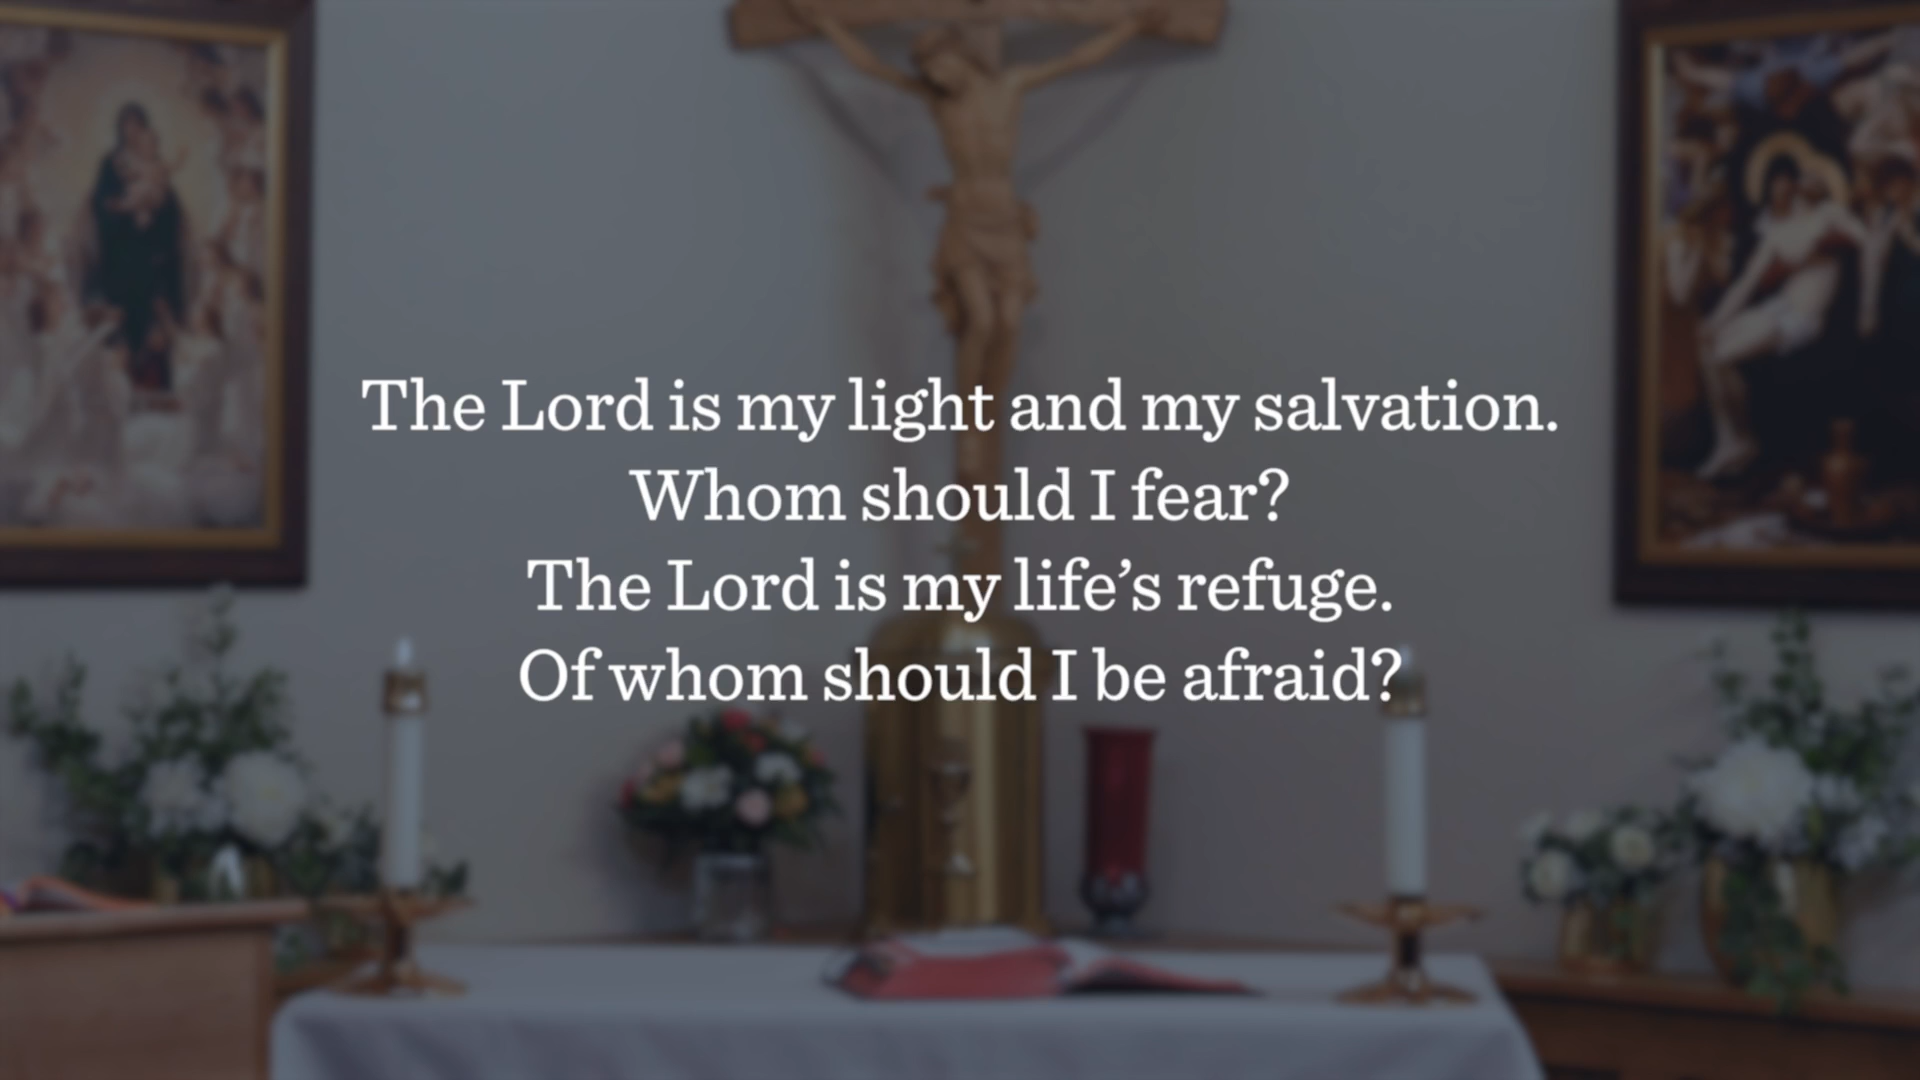 The Lord is my light and my salvation.
Whom should I fear?
The Lord is my life’s refuge.
Of whom should I be afraid?